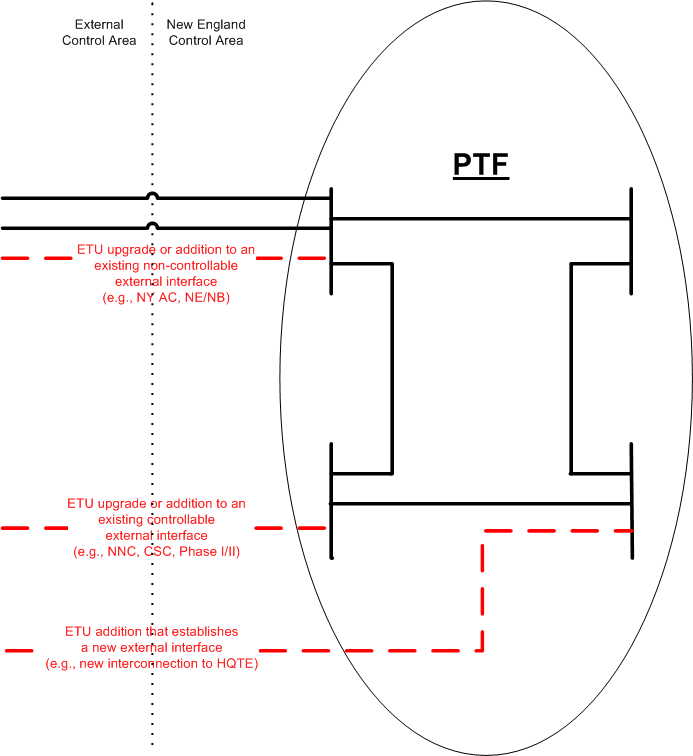 External
Control Area
New England
Control Area
PTF
ETU upgrade or addition to an
existing non-controllable
external interface
(e.g., NY AC, NE/NB)
ETU upgrade or addition to an
existing controllable
external interface
(e.g., NNC, CSC, Phase I/II)
ETU addition that establishes
a new external interface
(e.g., new interconnection to HQTE)